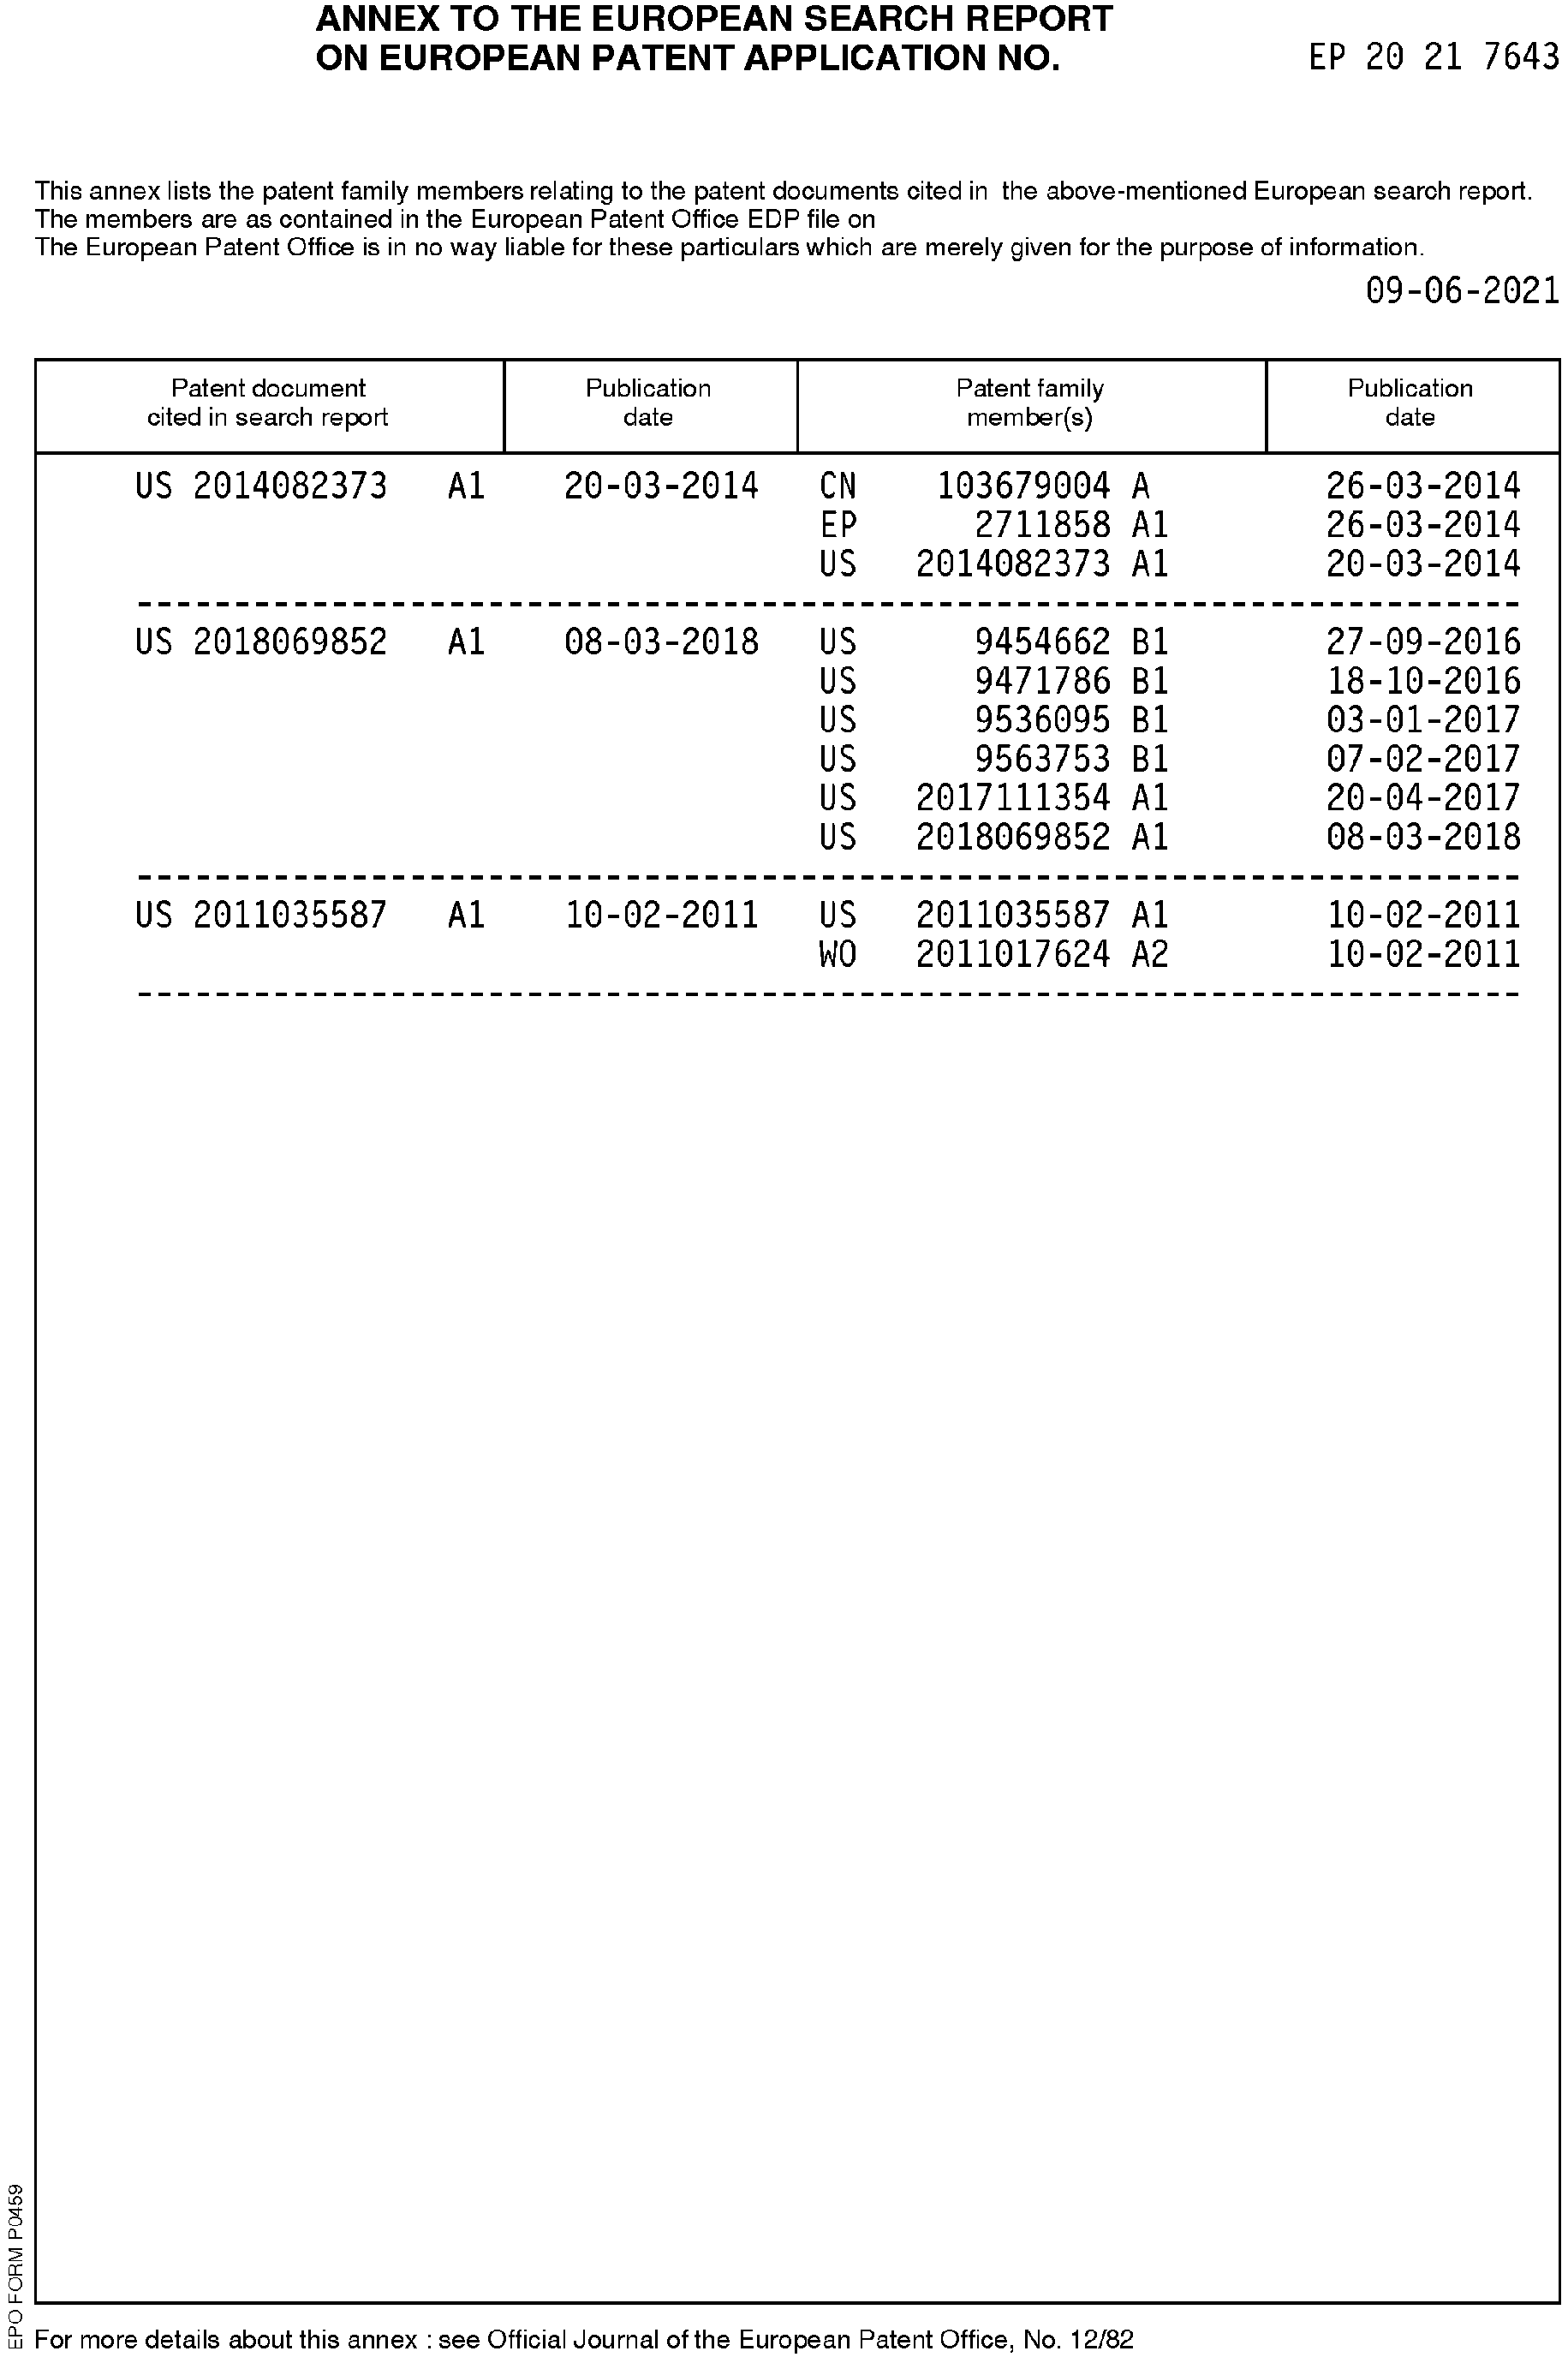 ANNEX TO THE EUROPEAN SEARCH REPORT
ON EUROPEAN PATENT APPLICATION NO. EP 20 21 7643
This annex lists the patent family members relating to the patent documents cited in the above-mentioned European search report.
The members are as contained in the European Patent Office EDP file on
The European Patent Office is in no way liable for these particulars which are merely given for the purpose of information.
09-06-2021
Patent document cited in search report Publication date Patent family member(s) Publication date
US 2014082373 A1 20-03-2014 CN 103679004 A 26-03-2014
EP 2711858 A1 26-03-2014
US 2014082373 A1 20-03-2014
US 2018069852 A1 08-03-2018 US 9454662 B1 27-09-2016
US 9471786 B1 18-10-2016
US 9536095 B1 03-01-2017
US 9563753 B1 07-02-2017
US 2017111354 A1 20-04-2017
US 2018069852 A1 08-03-2018
US 2011035587 A1 10-02-2011 US 2011035587 A1 10-02-2011
WO 2011017624 A2 10-02-2011
EPO FORM P0459
For more details about this annex : see Official Journal of the European Patent Office, No. 12/82